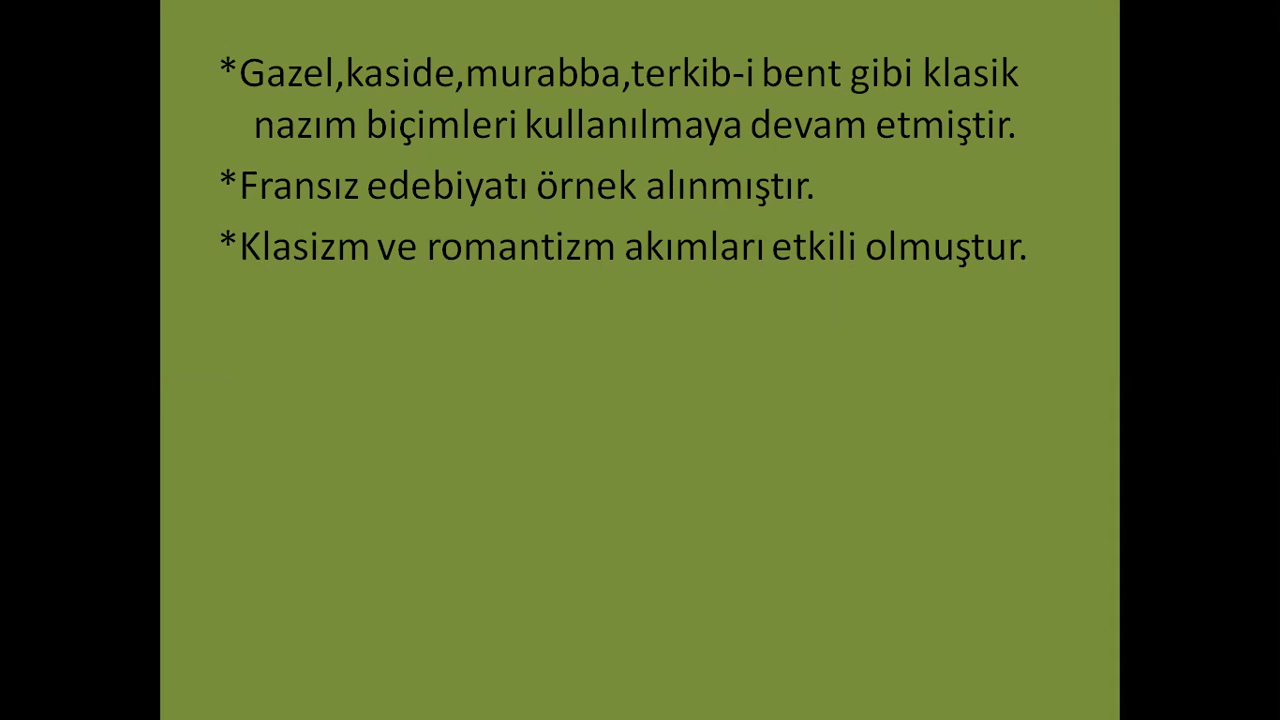 *Gazel,kaside,murabba,terkib-i bent gibi klasik
nazım biçimleri kullanılmaya devam etmiştir.
*Fransız edebiyatı örnek alınmıştır.
*Klasizm ve romantizm akımları etkili olmuştur.